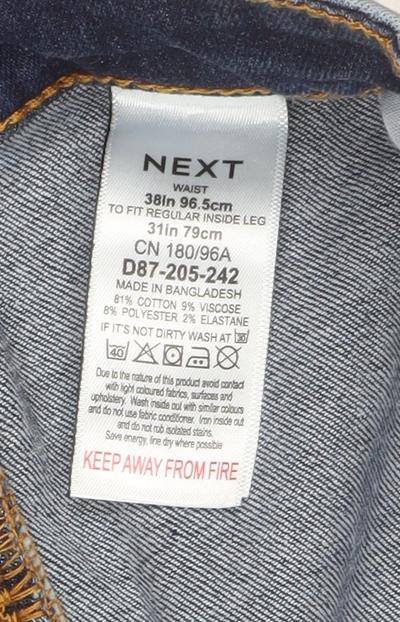 NEXT
WAIST
38in 96.5cm
TO FIT REGULAR INSIDE LEG
31in 79cm
CN 180/96A
D87-205-242
MADE IN BANGLADESH
81% COTTON 9% VISCOSE
8% POLYESTER 2% ELASTANE
IF IT'S NOT DIRTY WASH AT 30
40
Due to the nature of this product avoid contact
with light coloured fabrics, surfaces and
upholstery. Wash inside out with similar colours
and do not use fabric conditioner. Iron inside out
and do not rub isolated stains.
Save energy, line dry where possible
KEEP AWAY FROM FIRE